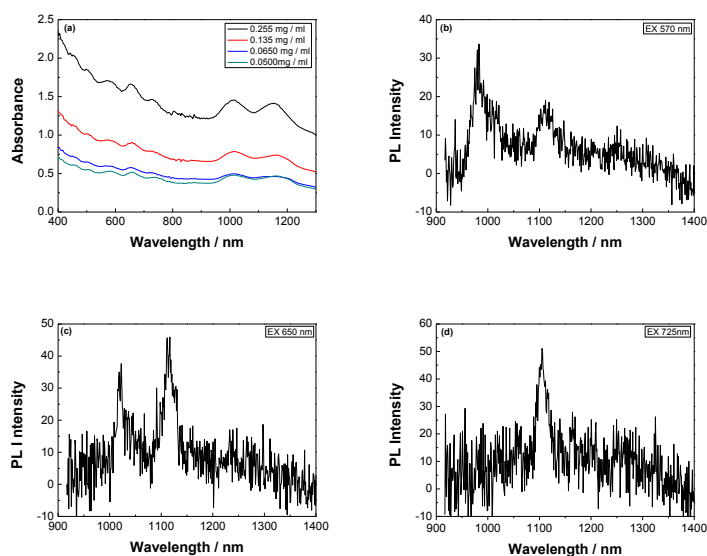 (a)
0.255 mg / ml
0.135 mg / ml
0.0650 mg / ml
0.0500mg / ml
2.5
2.0
1.5
1.0
0.5
0.0
Absorbance
400 600 800 1000 1200
Wavelength / nm
(b)
EX 570 nm
40
30
20
10
0
-10
PL Intensity
900 1000 1100 1200 1300 1400
Wavelength / nm
(c)
EX 650 nm
50
40
30
20
10
0
-10
PL I ntensity
900 1000 1100 1200 1300 1400
Wavelength / nm
(d)
EX 725nm
60
50
40
30
20
10
0
-10
PL Intensity
900 1000 1100 1200 1300 1400
Wavelength / nm